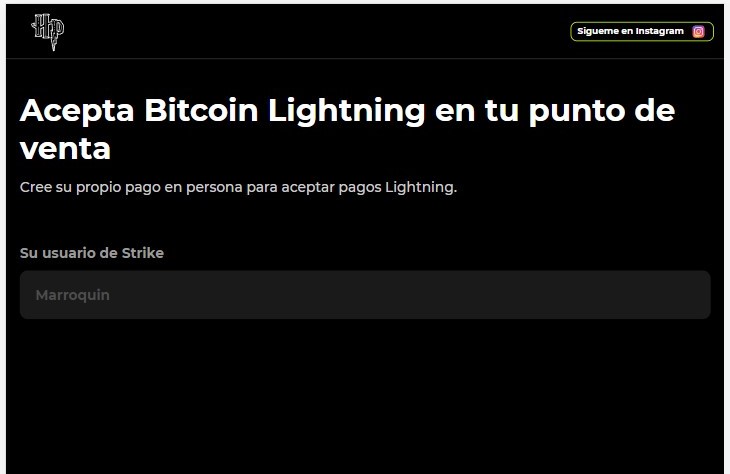 HP
Sigueme en Instagram
Acepta Bitcoin Lightning en tu punto de
venta
Cree su propio pago en persona para aceptar pagos Lightning.
Su usuario de Strike
Marroquin